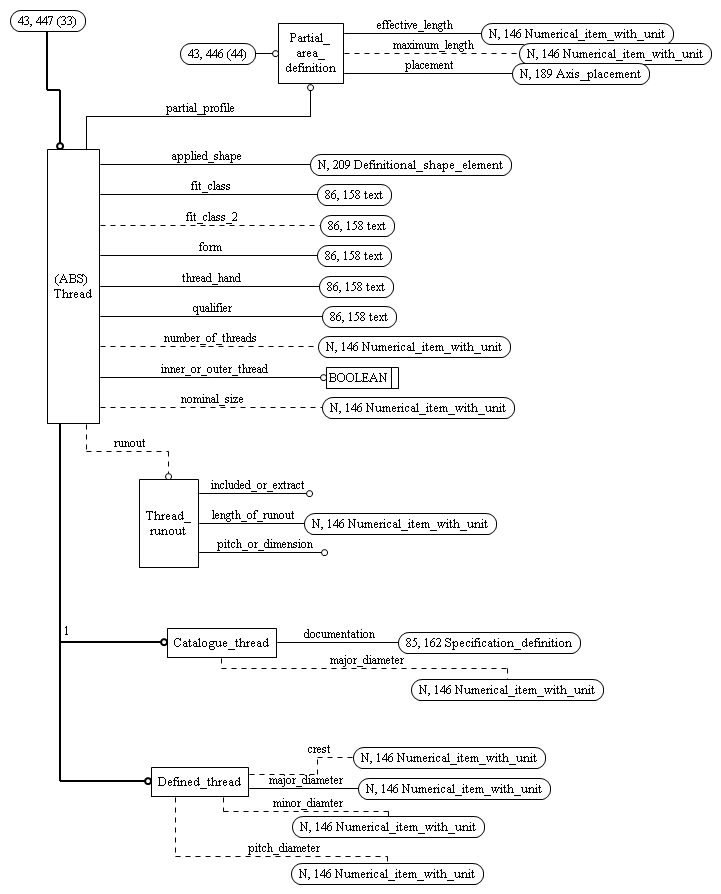 43, 447 (33)
effective_length
N, 146 Numerical_item_with_unit
Partial_
area_
definition
43, 446 (44)
maximum_length
N, 146 Numerical_item_with_unit
placement
N, 189 Axis_placement
partial_profile
applied_shape
N, 209 Definitional_shape_element
fit_class
86, 158 text
fit_class_2
86, 158 text
form
86, 158 text
(ABS)
Thread
thread_hand
86, 158 text
qualifier
86, 158 text
number_of_threads
N, 146 Numerical_item_with_unit
inner_or_outer_thread
BOOLEAN
nominal_size
N, 146 Numerical_item_with_unit
runout
included_or_extract
Thread_
runout
length_of_runout
N, 146 Numerical_item_with_unit
pitch_or_dimension
1
Catalogue_thread
documentation
85, 162 Specification_definition
major_diameter
N, 146 Numerical_item_with_unit
crest
N, 146 Numerical_item_with_unit
Defined_thread
major_diameter
N, 146 Numerical_item_with_unit
minor_diamter
N, 146 Numerical_item_with_unit
pitch_diameter
N, 146 Numerical_item_with_unit